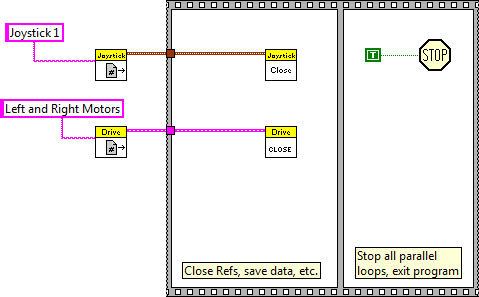 Joystick 1
Joystick
#
Joystick
Close
T
STOP
Left and Right Motors
Drive
#
Drive
CLOSE
Close Refs, save data, etc.
Stop all parallel
loops, exit program